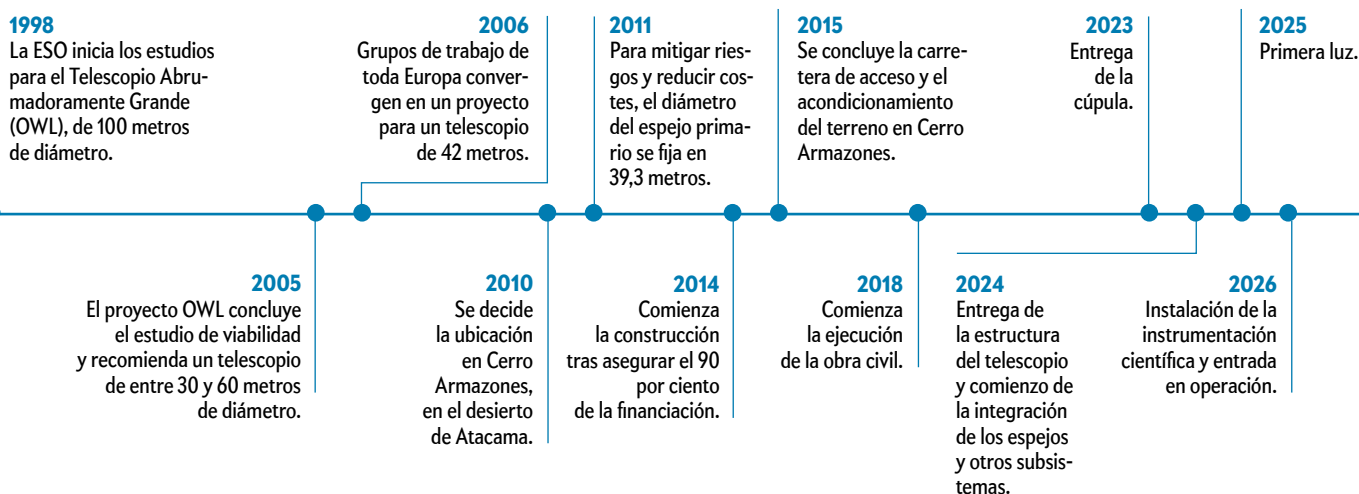 1998
La ESO inicia los estudios
para el Telescopio Abru-
madoramente Grande
(OWL), de 100 metros
de diámetro.
2005
El proyecto OWL concluye
el estudio de viabilidad
y recomienda un telescopio
de entre 30 y 60 metros
de diámetro.
2006
Grupos de trabajo de
toda Europa conver-
gen en un proyecto
para un telescopio
de 42 metros.
2010
Se decide
la ubicación
en Cerro
Armazones,
en el desierto
de Atacama.
2011
Para mitigar ries-
gos y reducir cos-
tes, el diámetro
del espejo prima-
rio se fija en
39,3 metros.
2014
Comienza
la construcción
tras asegurar el 90
por ciento
de la financiación.
2015
Se concluye la carre-
tera de acceso y el
acondicionamiento
del terreno en Cerro
Armazones.
2018
Comienza
la ejecución
de la obra civil.
2023
Entrega
de la
cúpula.
2024
Entrega de
la estructura
del telescopio
y comienzo de
la integración
de los espejos
y otros subsis-
temas.
2025
Primera luz.
2026
Instalación de la
instrumentación
científica y entrada
en operación.